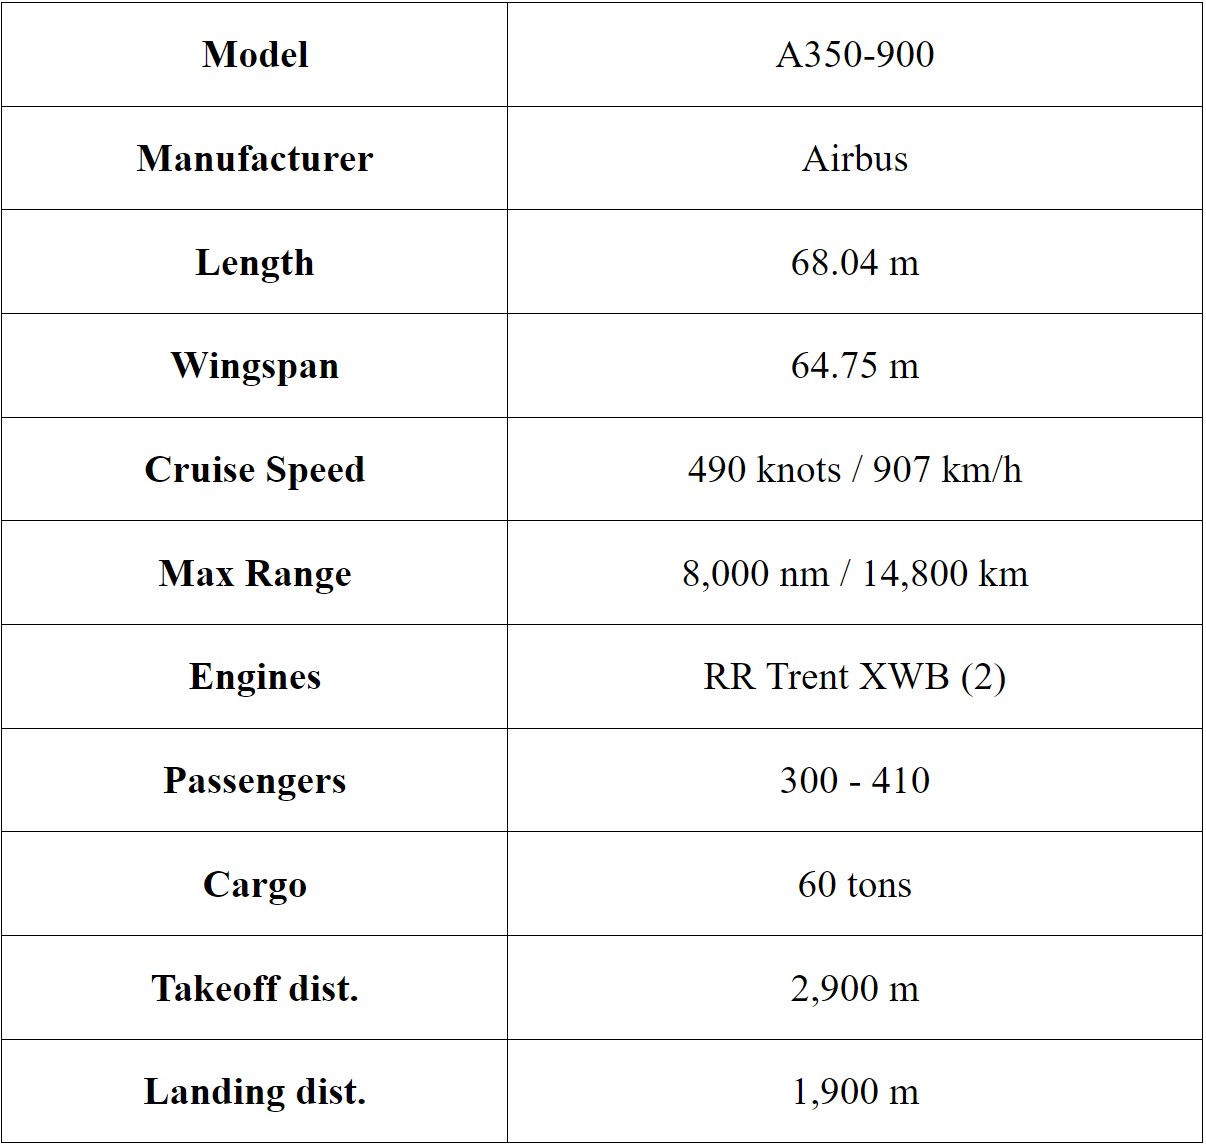 Model A350-900
Manufacturer Airbus
Length 68.04 m
Wingspan 64.75 m
Cruise Speed 490 knots / 907 km/h
Max Range 8,000 nm / 14,800 km
Engines RR Trent XWB (2)
Passengers 300 - 410
Cargo 60 tons
Takeoff dist. 2,900 m
Landing dist. 1,900 m